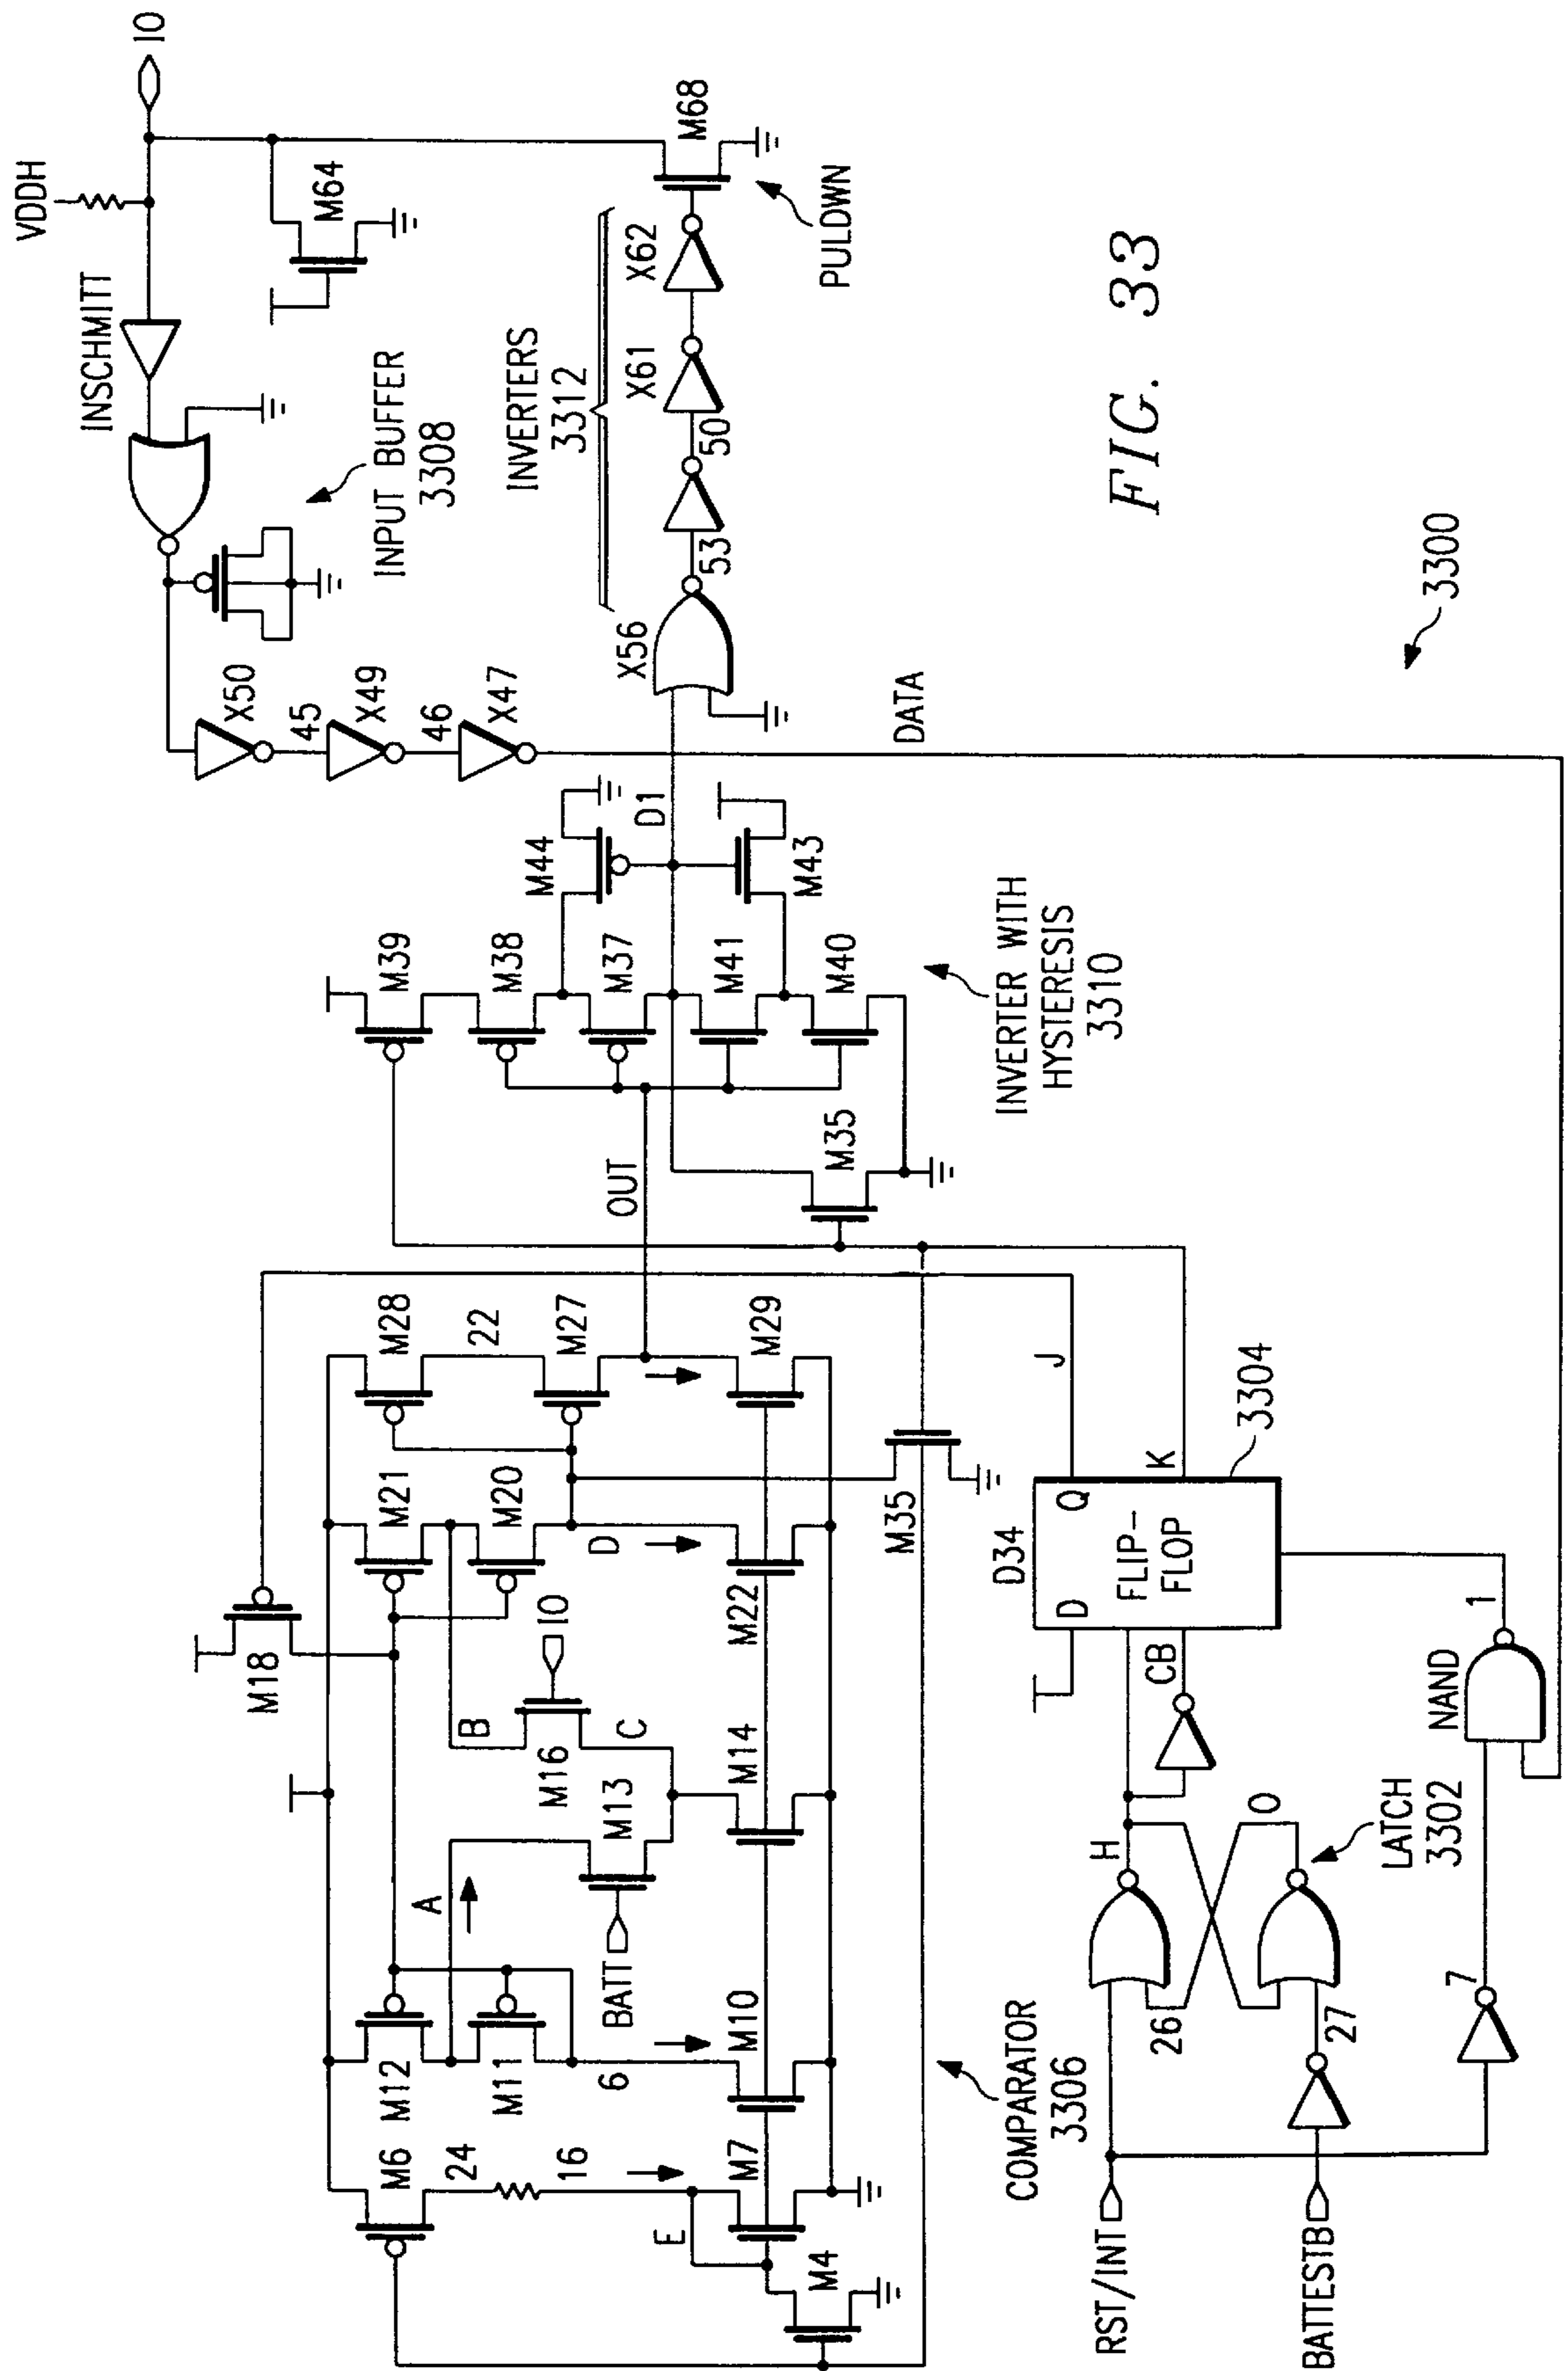 VDDH
IO
INSCHMITT
M64
INPUT BUFFER
3308
X50
45
X49
46
X47
DATA
INVERTERS
3312
X56
53
50
X61
X62
M68
PULDWN
M39
M38
M37
M41
M40
M44
M43
D1
M35
OUT
INVERTER WITH
HYSTERESIS
3310
M18
M6
24
16
E
M7
M4
M12
M11
6
M10
A
BATT
M13
M14
B
M16
C
IO
M21
M20
D
M22
M28
22
M27
M29
M35
COMPARATOR
3306
RST/INT
BATTESTB
26
27
H
O
LATCH
3302
CB
D34
D
Q
FLIP-
FLOP
J
K
3304
7
NAND
1
3300
FIG. 33